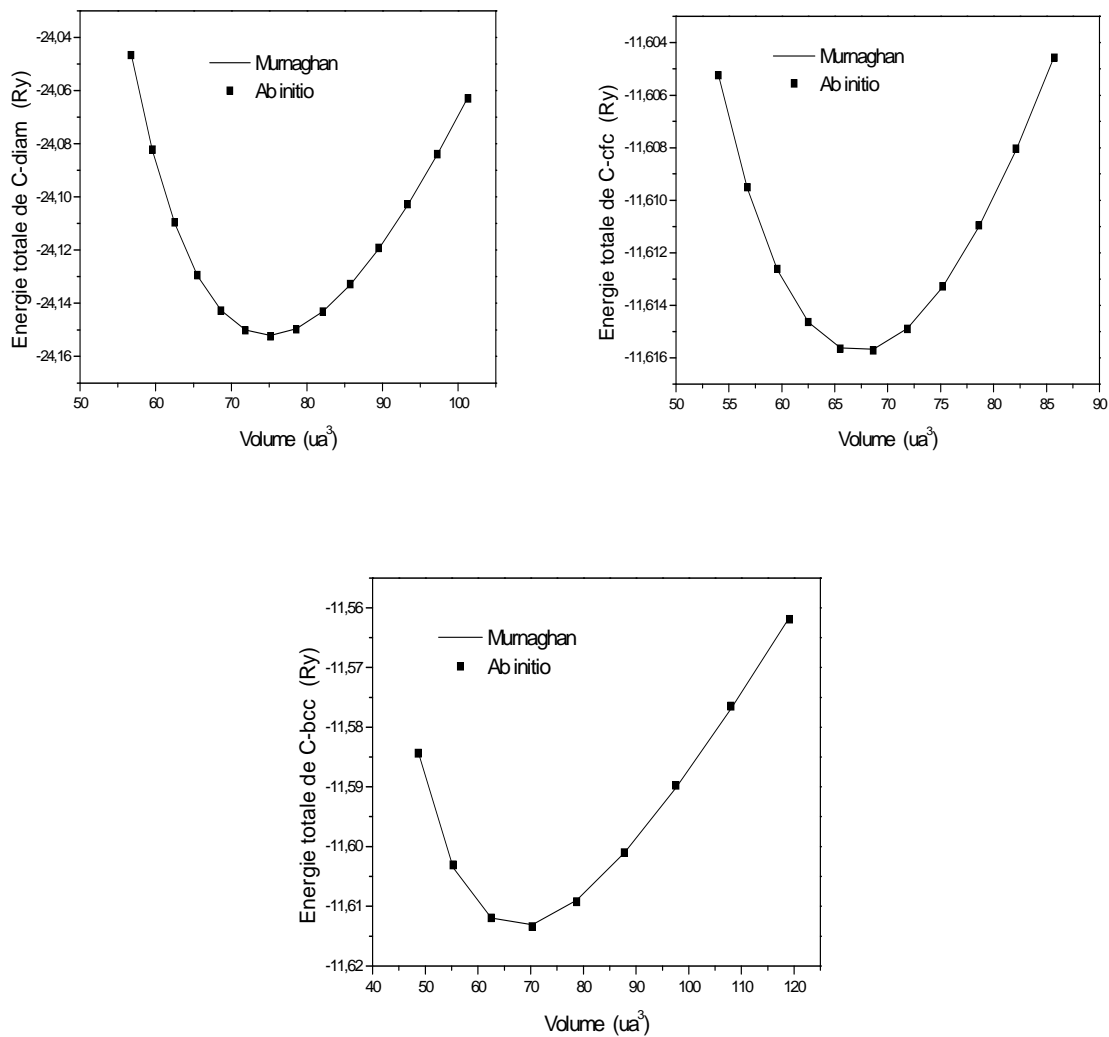 Energie totale de C-diam (Ry)
-24,04
-24,06
-24,08
-24,10
-24,12
-24,14
-24,16
Murnaghan
Ab initio
50 60 70 80 90 100
Volume (ua³)
Energie totale de C-cfc (Ry)
-11,604
-11,606
-11,608
-11,610
-11,612
-11,614
-11,616
Murnaghan
Ab initio
50 55 60 65 70 75 80 85 90
Volume (ua³)
Energie totale de C-bcc (Ry)
-11,56
-11,57
-11,58
-11,59
-11,60
-11,61
-11,62
Murnaghan
Ab initio
40 50 60 70 80 90 100 110 120
Volume (ua³)